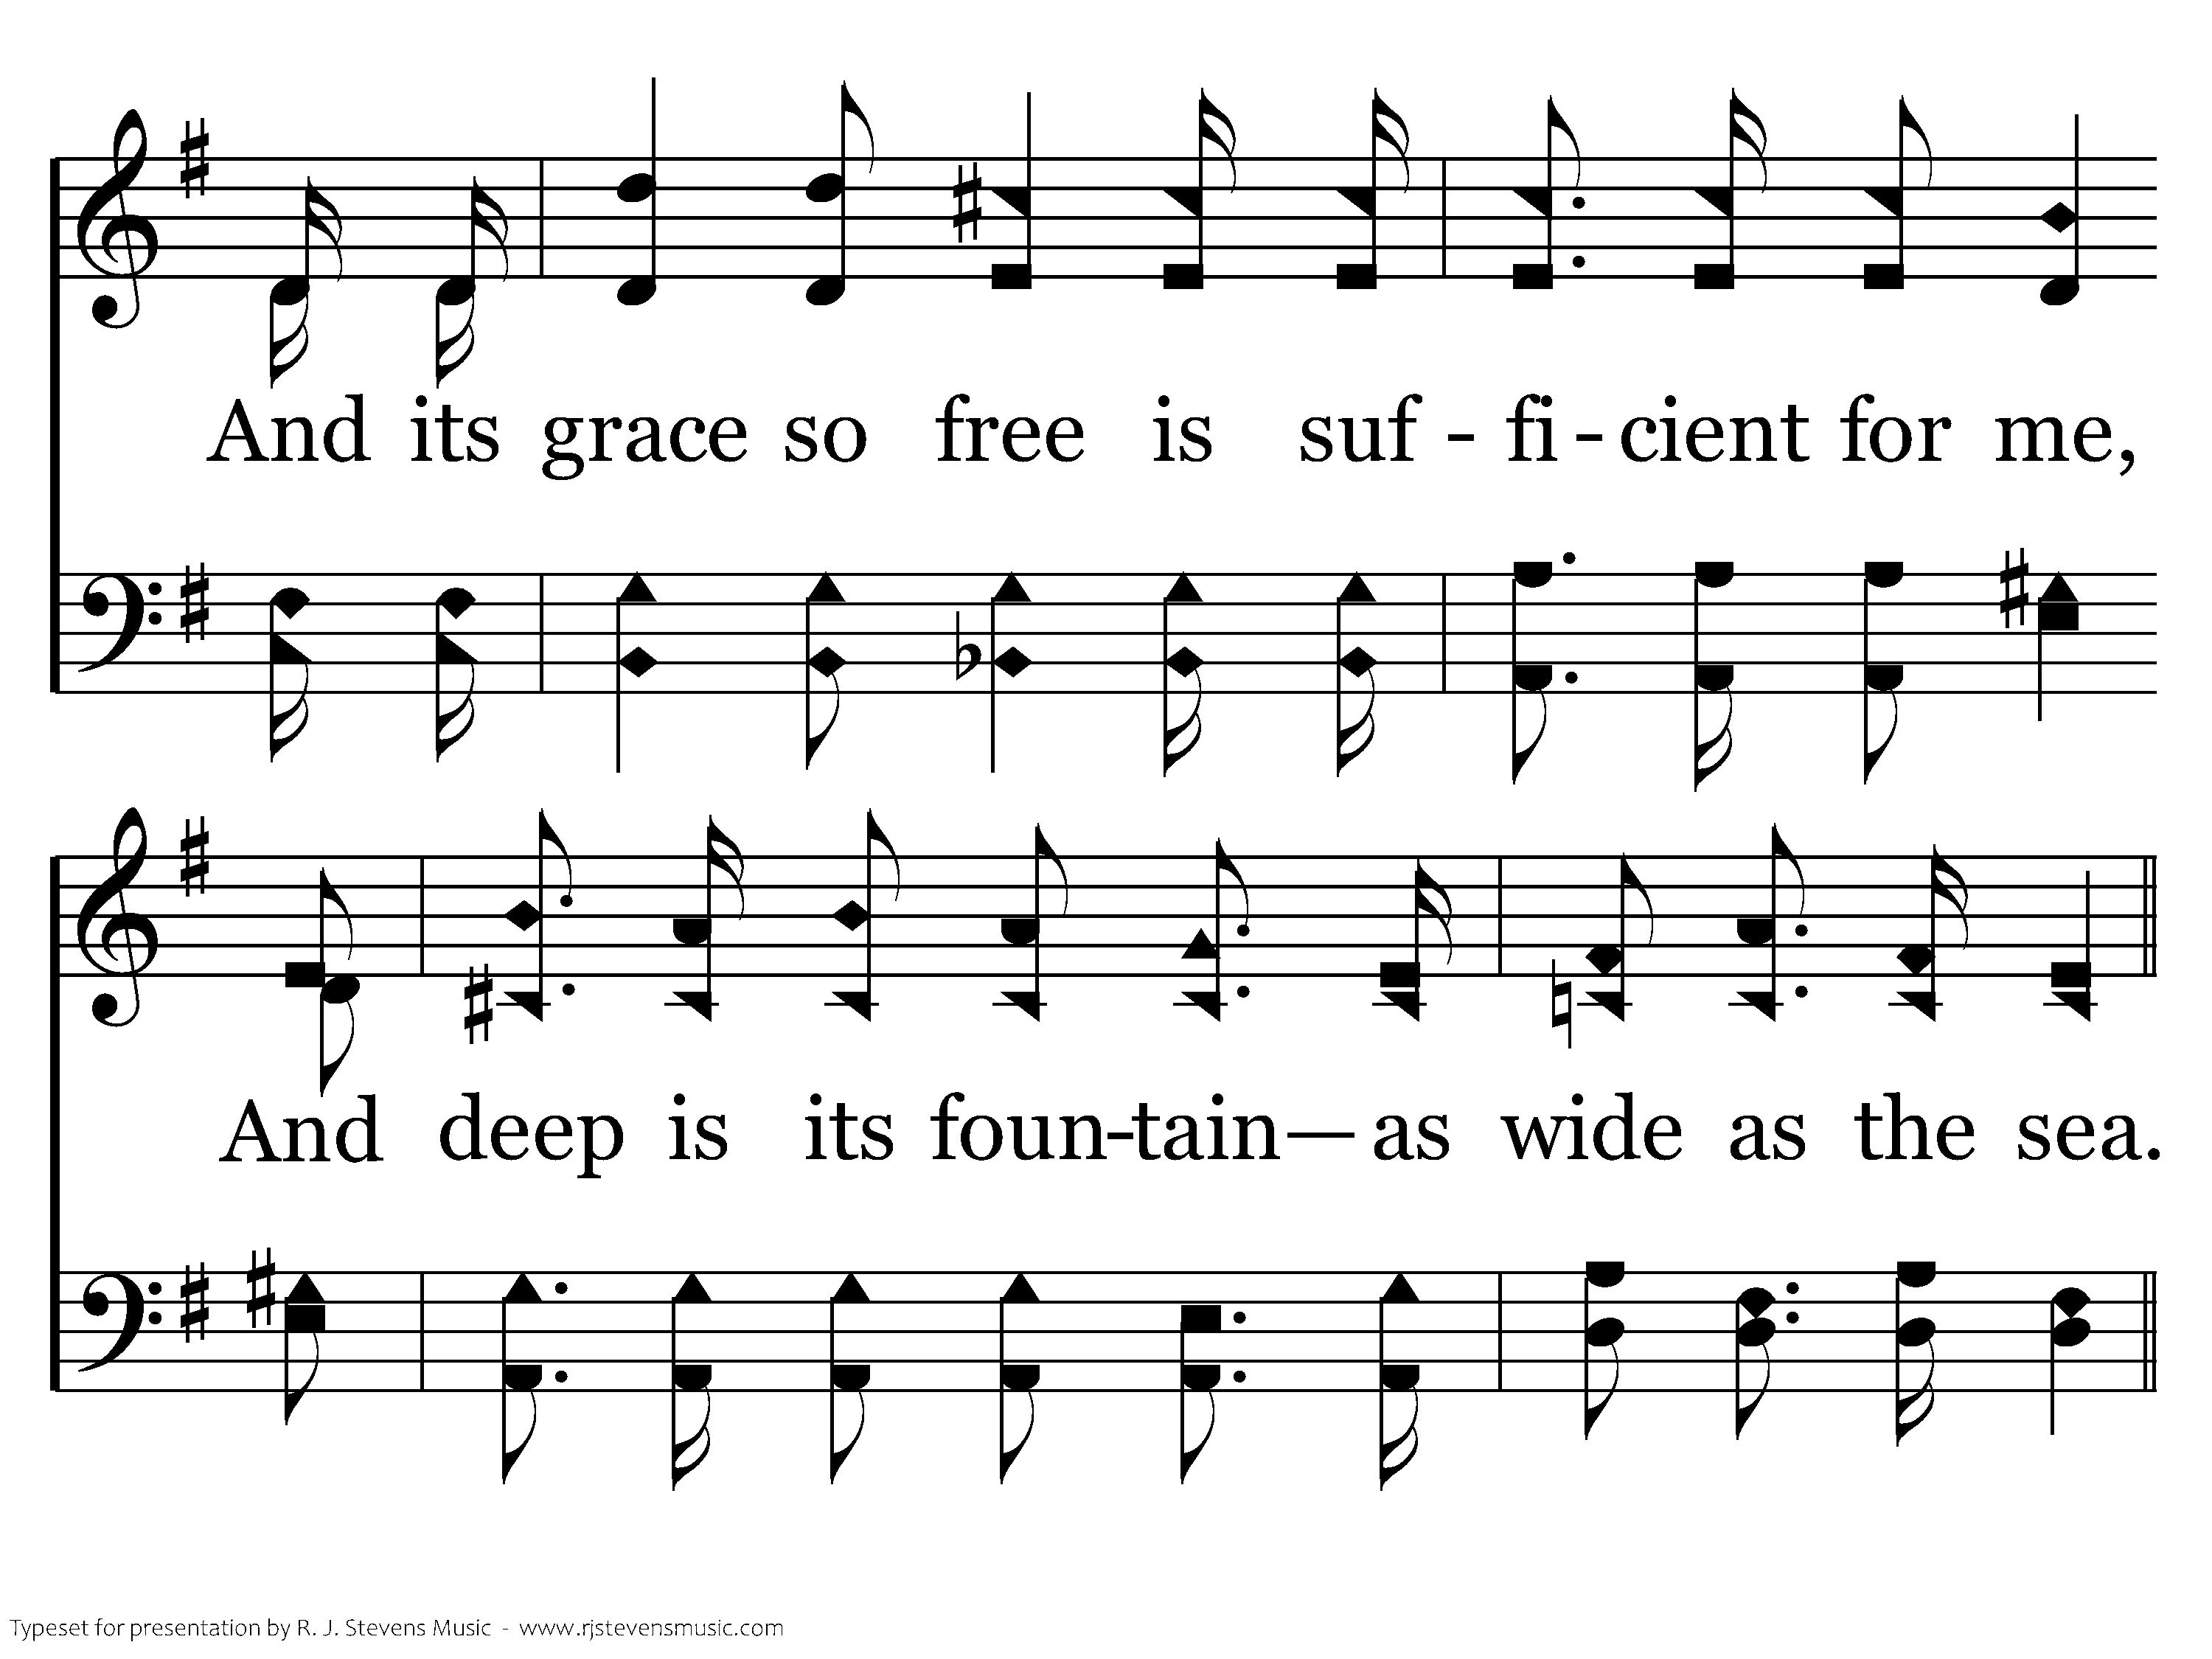 And its grace so free is suf - fi - cient for me,
And deep is its foun-tain — as wide as the sea.
Typeset for presentation by R. J. Stevens Music - www.rjstevensmusic.com